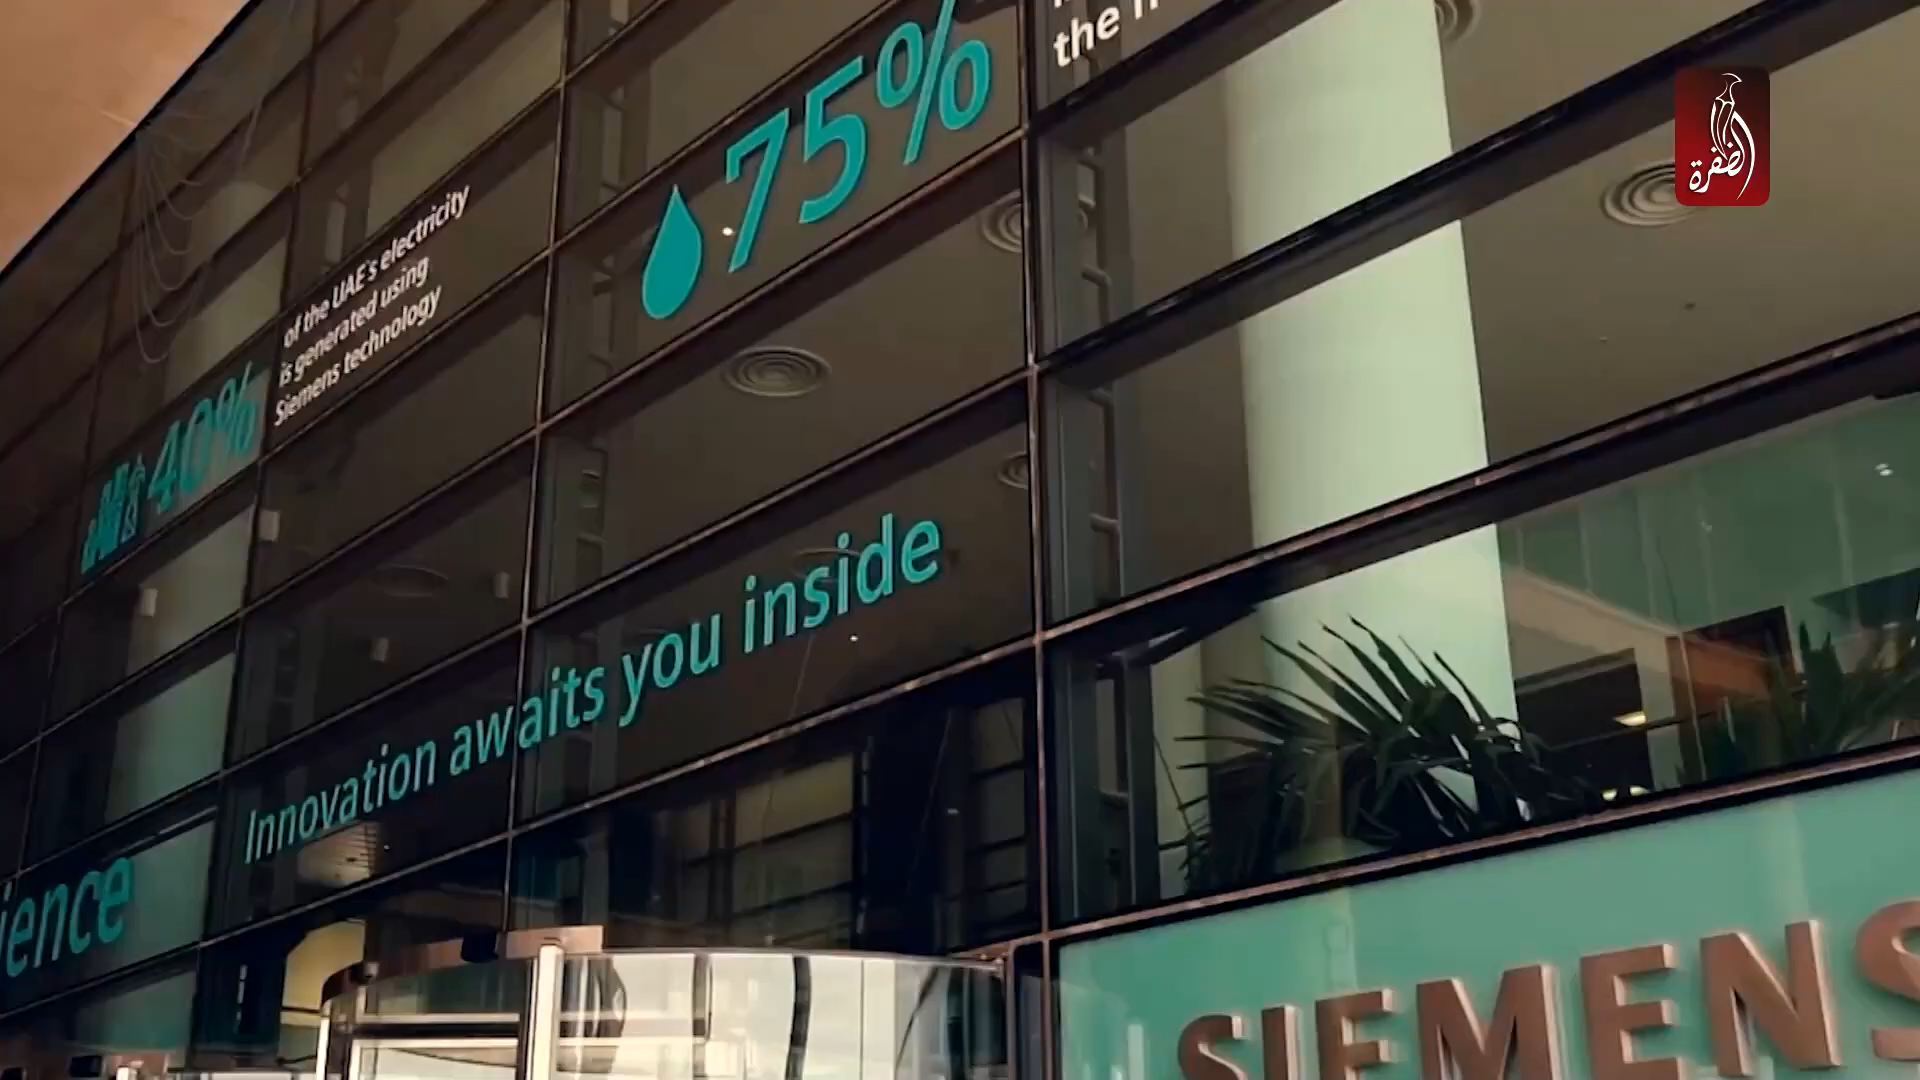 75%
the
of the UAE's electricity
is generated using
Siemens technology
40%
Innovation awaits you inside
ience
SIEMENS
الظفرة